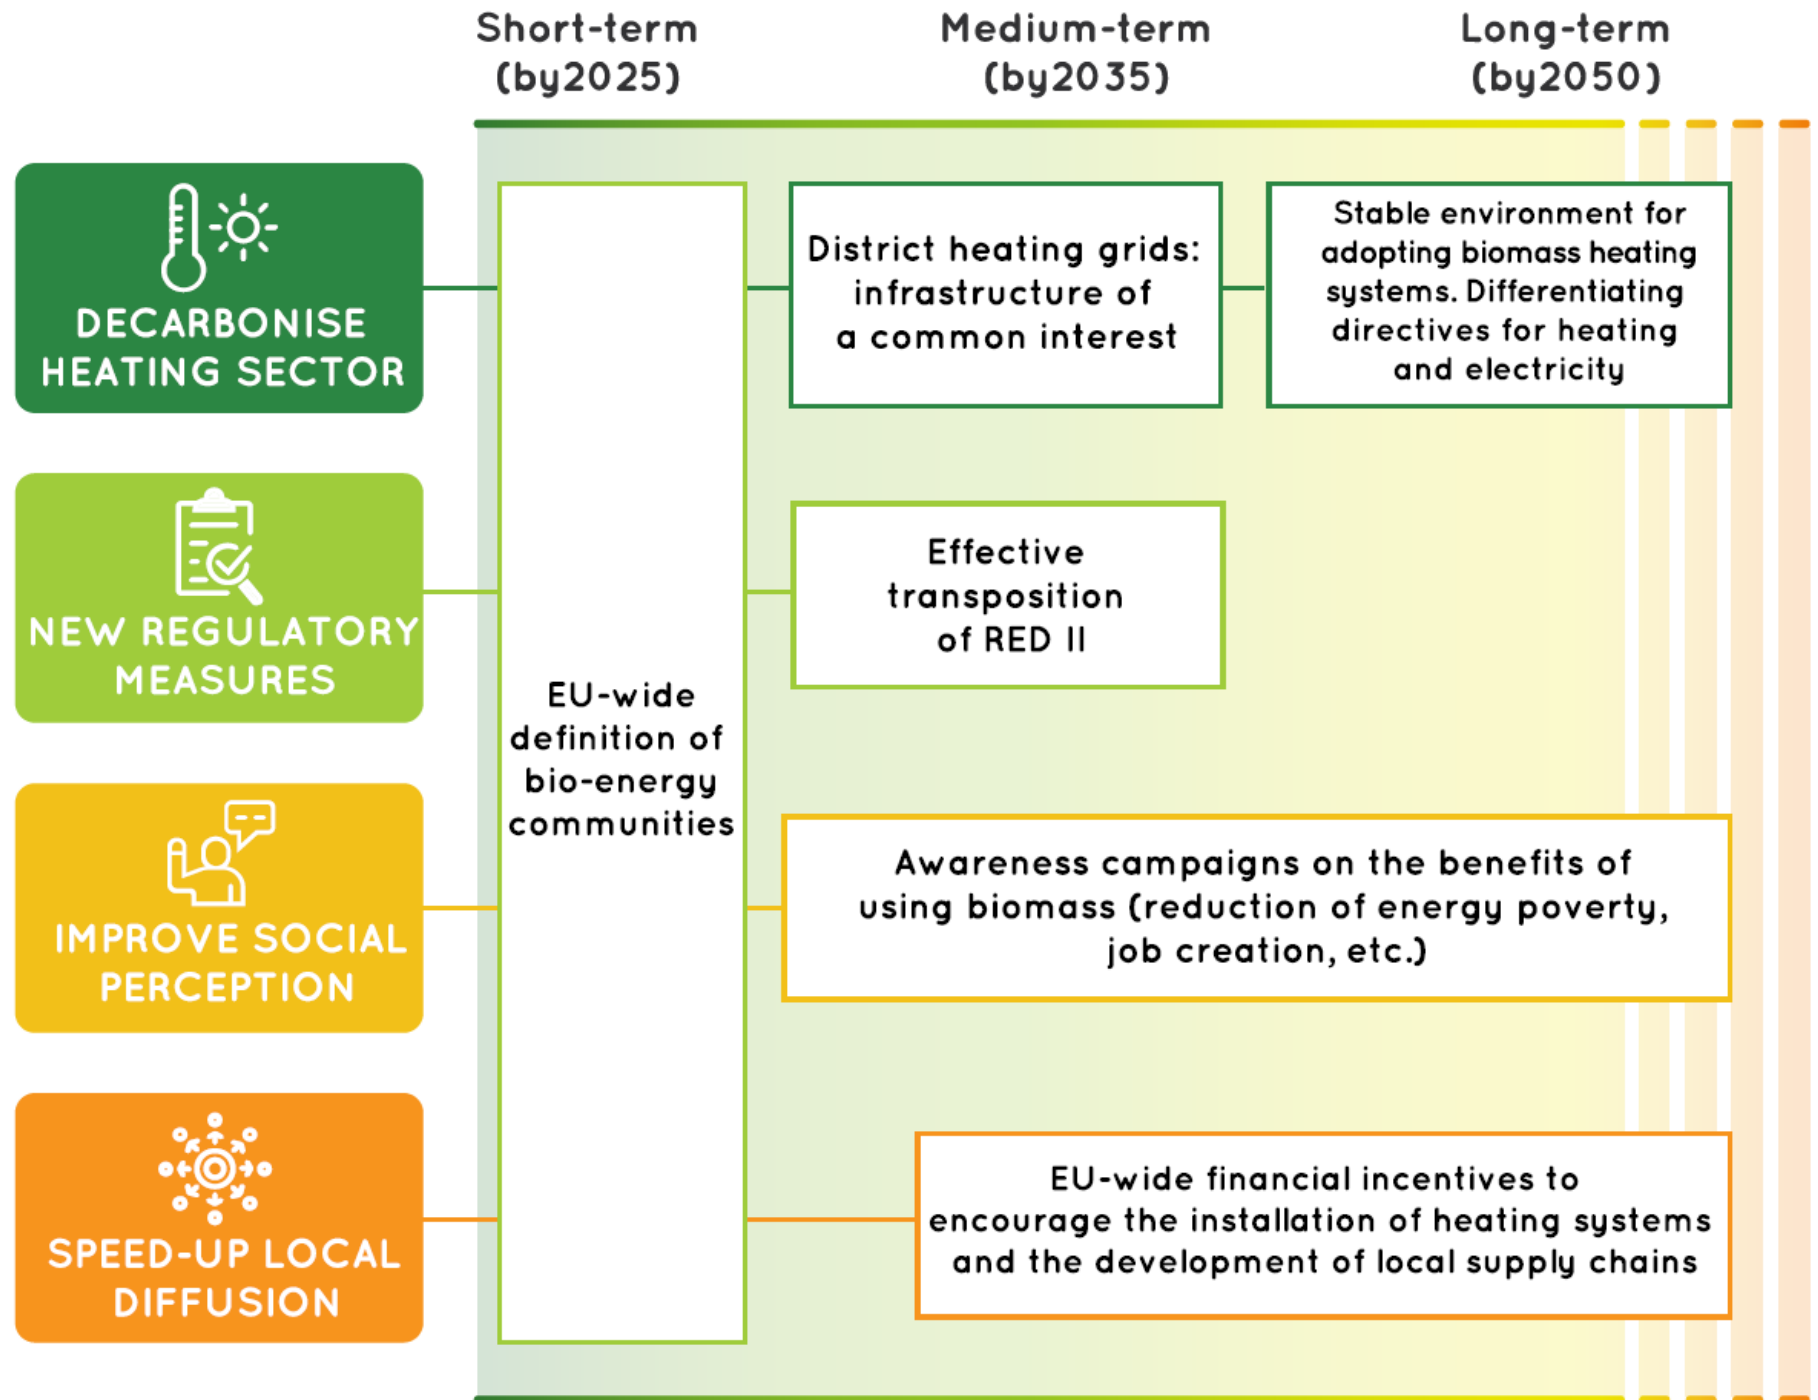 Short-term
(by2025)
Medium-term
(by2035)
Long-term
(by2050)
DECARBONISE
HEATING SECTOR
District heating grids:
infrastructure of
a common interest
Stable environment for
adopting biomass heating
systems. Differentiating
directives for heating
and electricity
NEW REGULATORY
MEASURES
Effective
transposition
of RED II
EU-wide
definition of
bio-energy
communities
IMPROVE SOCIAL
PERCEPTION
Awareness campaigns on the benefits of
using biomass (reduction of energy poverty,
job creation, etc.)
SPEED-UP LOCAL
DIFFUSION
EU-wide financial incentives to
encourage the installation of heating systems
and the development of local supply chains